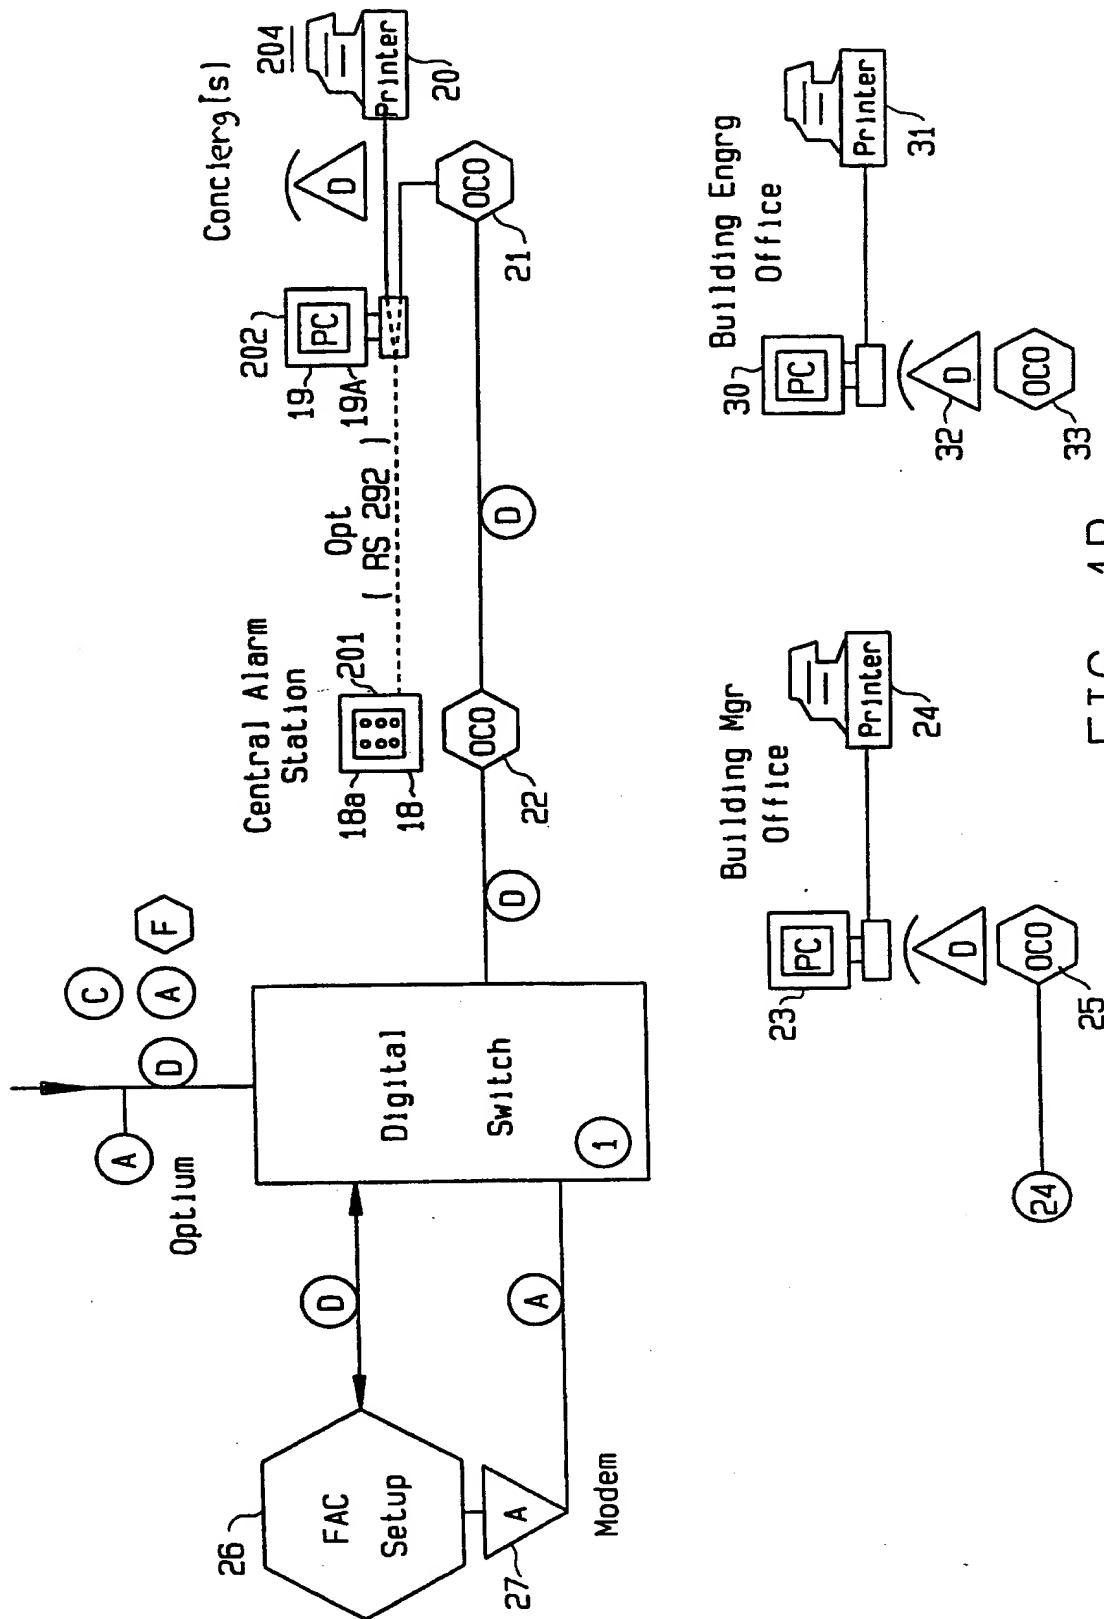 Optium
A
D
C
A
F
26
FAC
Setup
D
27
A
Modem
A
Digital
Switch
1
D
Central Alarm
Station
18a
201
18
OCO
22
Opt
( RS 292 )
D
Concierg(s)
202
19
PC
19A
D
204
Printer
20
OCO
21
Building Mgr
Office
23
PC
Printer
24
D
OCO
25
24
Building Engrg
Office
30
PC
Printer
31
D
32
OCO
33